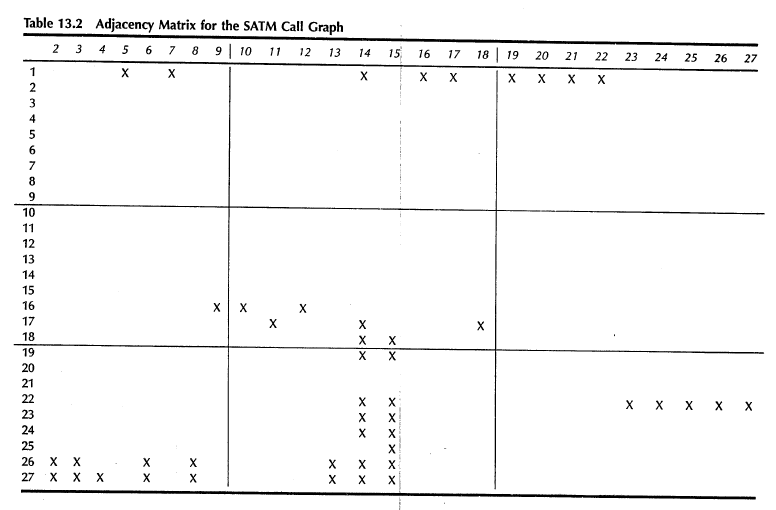 Table 13.2 Adjacency Matrix for the SATM Call Graph
2 3 4 5 6 7 8 9 10 11 12 13 14 15 16 17 18 19 20 21 22 23 24 25 26 27
1 X X X X X X X X X
2
3
4
5
6
7
8
9
10
11
12
13
14
15
16 X X X
17 X X X
18 X X
19 X X
20
21
22 X X X X X X X
23 X X
24 X X
25 X
26 X X X X X X X
27 X X X X X X X X